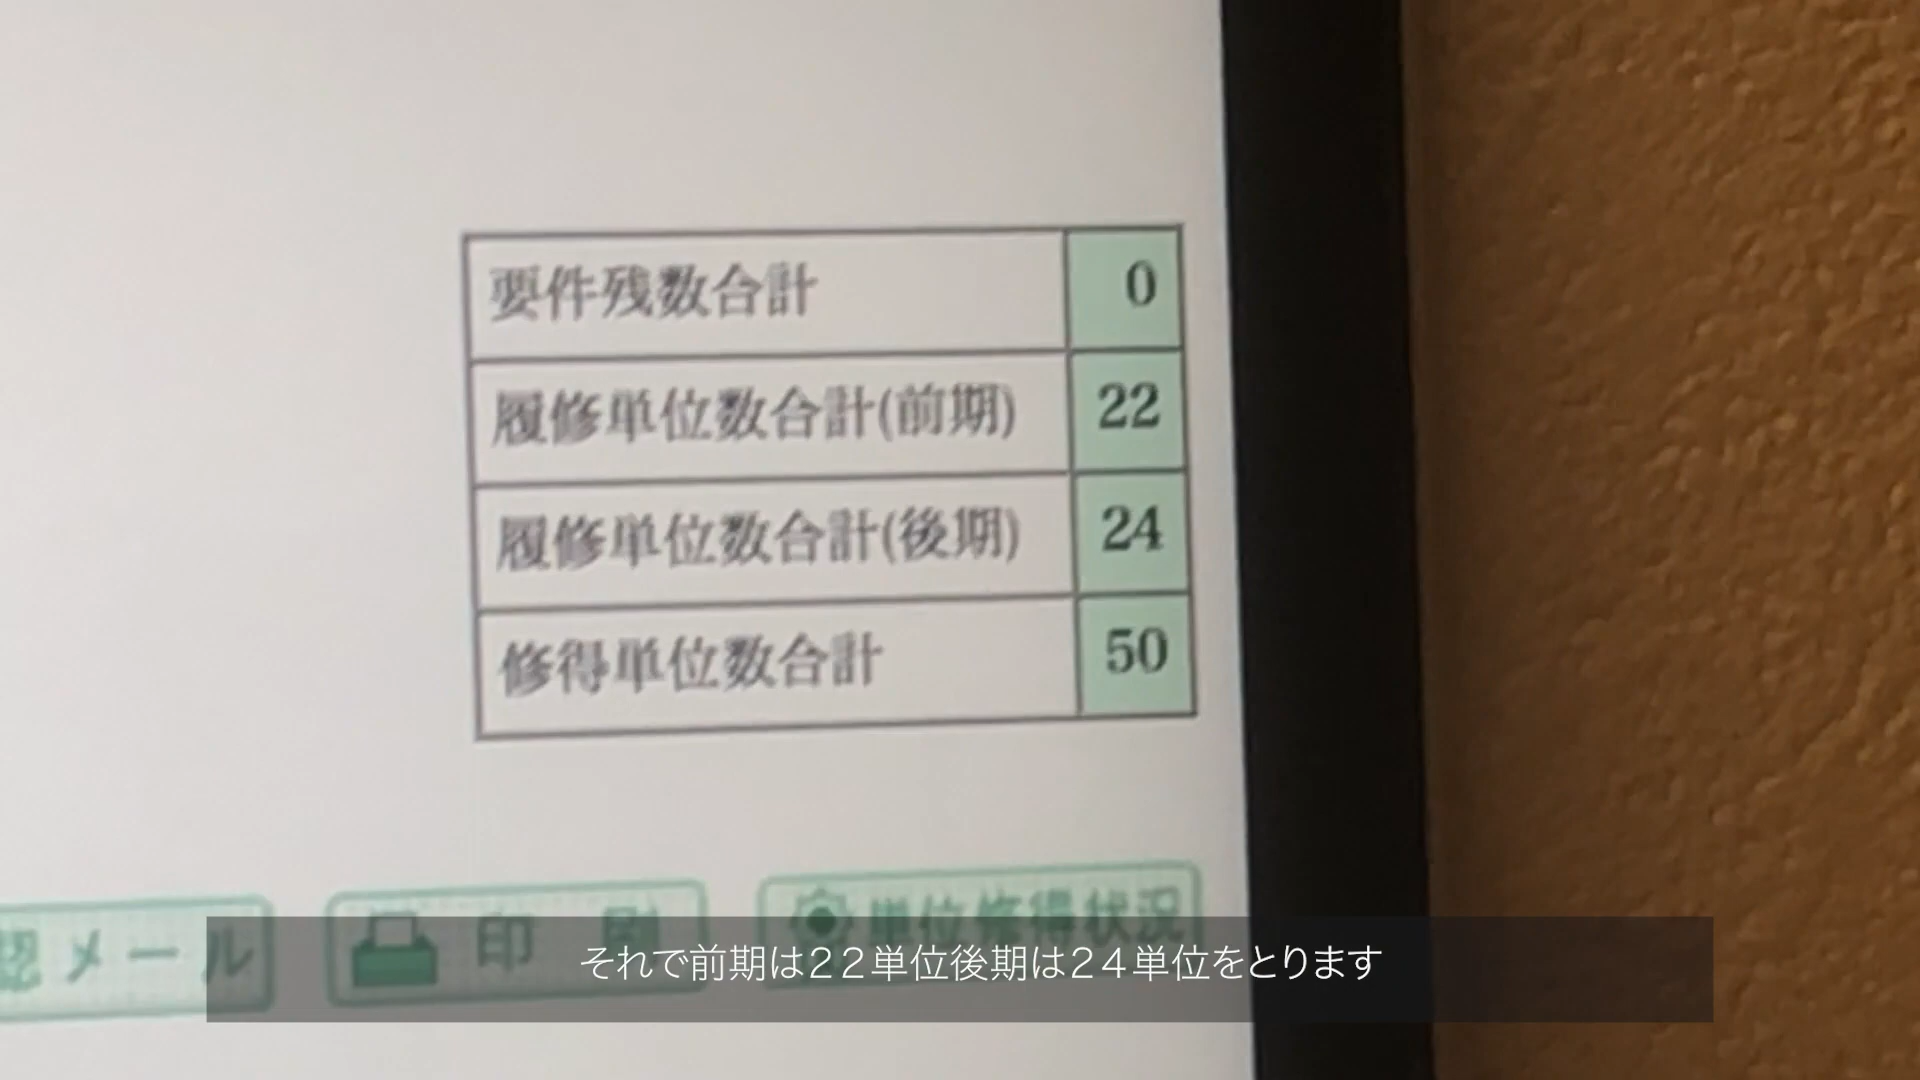 要件残数合計 0
履修単位数合計(前期) 22
履修単位数合計(後期) 24
修得単位数合計 50
認メール
印 刷
単位修得状況
それで前期は22単位後期は24単位をとります